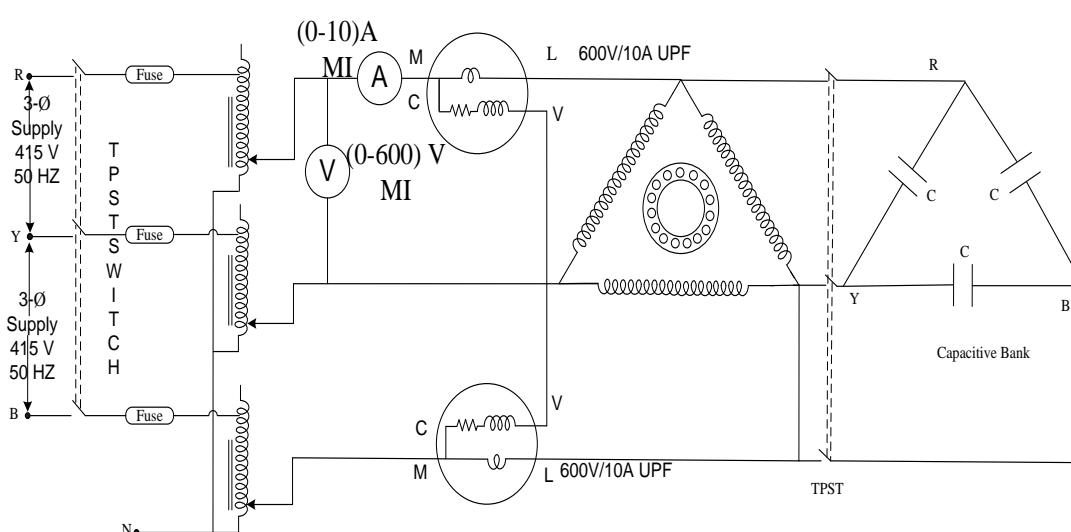 (0-10)A
MI
A
M
C
L 600V/10A UPF
V
R
3-Ø
Supply
415 V
50 HZ
Fuse
T
P
S
T
S
W
I
T
C
H
V
(0-600) V
MI
R
C
C
C
Y
B
Capacitive Bank
Y
Fuse
3-Ø
Supply
415 V
50 HZ
B
Fuse
C
M
V
L 600V/10A UPF
TPST
N